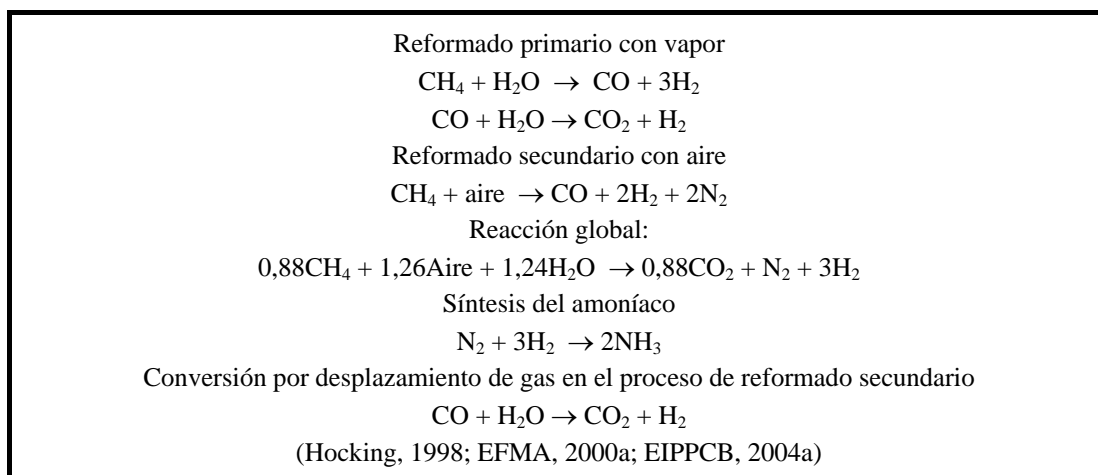 Reformado primario con vapor
CH₄ + H₂O → CO + 3H₂
CO + H₂O → CO₂ + H₂
Reformado secundario con aire
CH₄ + aire → CO + 2H₂ + 2N₂
Reacción global:
0,88CH₄ + 1,26Aire + 1,24H₂O → 0,88CO₂ + N₂ + 3H₂
Síntesis del amoníaco
N₂ + 3H₂ → 2NH₃
Conversión por desplazamiento de gas en el proceso de reformado secundario
CO + H₂O → CO₂ + H₂
(Hocking, 1998; EFMA, 2000a; EIPPCB, 2004a)